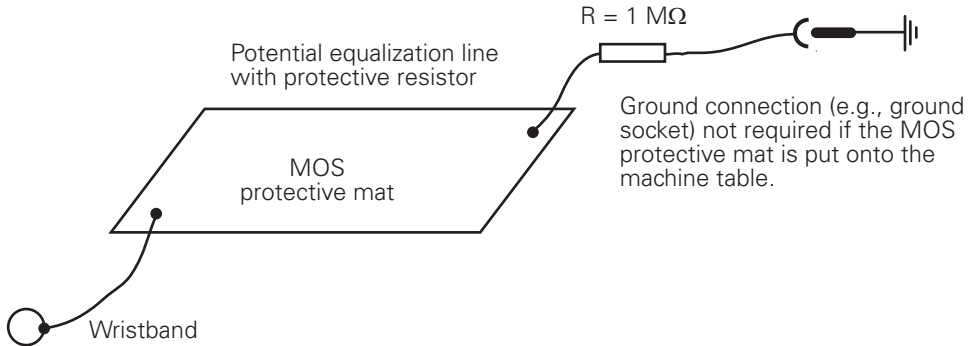 R = 1 MΩ
Potential equalization line
with protective resistor
Ground connection (e.g., ground
socket) not required if the MOS
protective mat is put onto the
machine table.
MOS
protective mat
Wristband